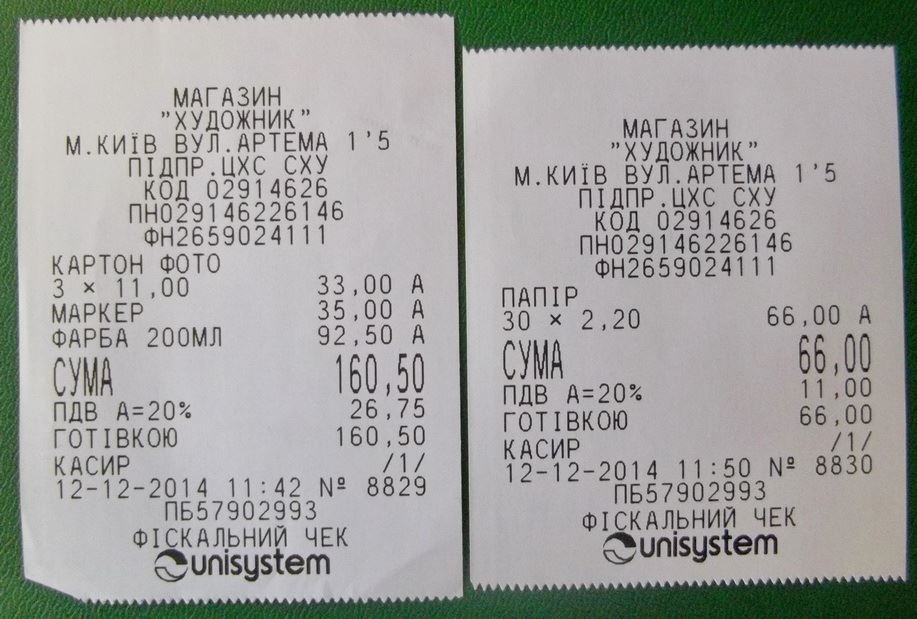 МАГАЗИН
"ХУДОЖНИК"
М.КИЇВ ВУЛ.АРТЕМА 1'5
ПІДПР.ЦХС СХУ
КОД 02914626
ПН029146226146
ФН2659024111
КАРТОН ФОТО
3 × 11,00 33,00 А
МАРКЕР 35,00 А
ФАРБА 200МЛ 92,50 А
СУМА 160,50
ПДВ А=20% 26,75
ГОТІВКОЮ 160,50
КАСИР /1/
12-12-2014 11:42 № 8829
ПБ57902993
ФІСКАЛЬНИЙ ЧЕК
unisystem
МАГАЗИН
"ХУДОЖНИК"
М.КИЇВ ВУЛ.АРТЕМА 1'5
ПІДПР.ЦХС СХУ
КОД 02914626
ПН029146226146
ФН2659024111
ПАПІР
30 × 2,20 66,00 А
СУМА 66,00
ПДВ А=20% 11,00
ГОТІВКОЮ 66,00
КАСИР /1/
12-12-2014 11:50 № 8830
ПБ57902993
ФІСКАЛЬНИЙ ЧЕК
unisystem